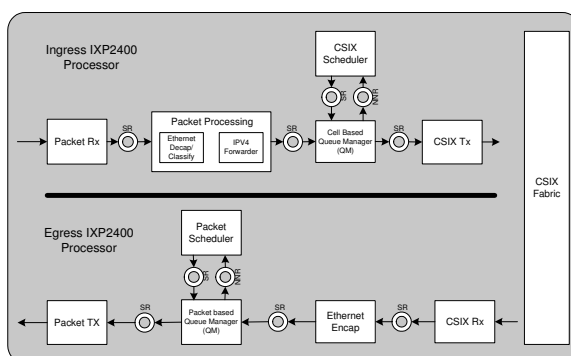 Ingress IXP2400
Processor
CSIX
Scheduler
SR
NNR
Packet Rx
SR
Packet Processing
Ethernet
Decap/
Classify
IPV4
Forwarder
SR
Cell Based
Queue Manager
(QM)
SR
CSIX Tx
CSIX
Fabric
Egress IXP2400
Processor
Packet
Scheduler
SR
NNR
Packet TX
SR
Packet based
Queue Manager
(QM)
SR
Ethernet
Encap
SR
CSIX Rx